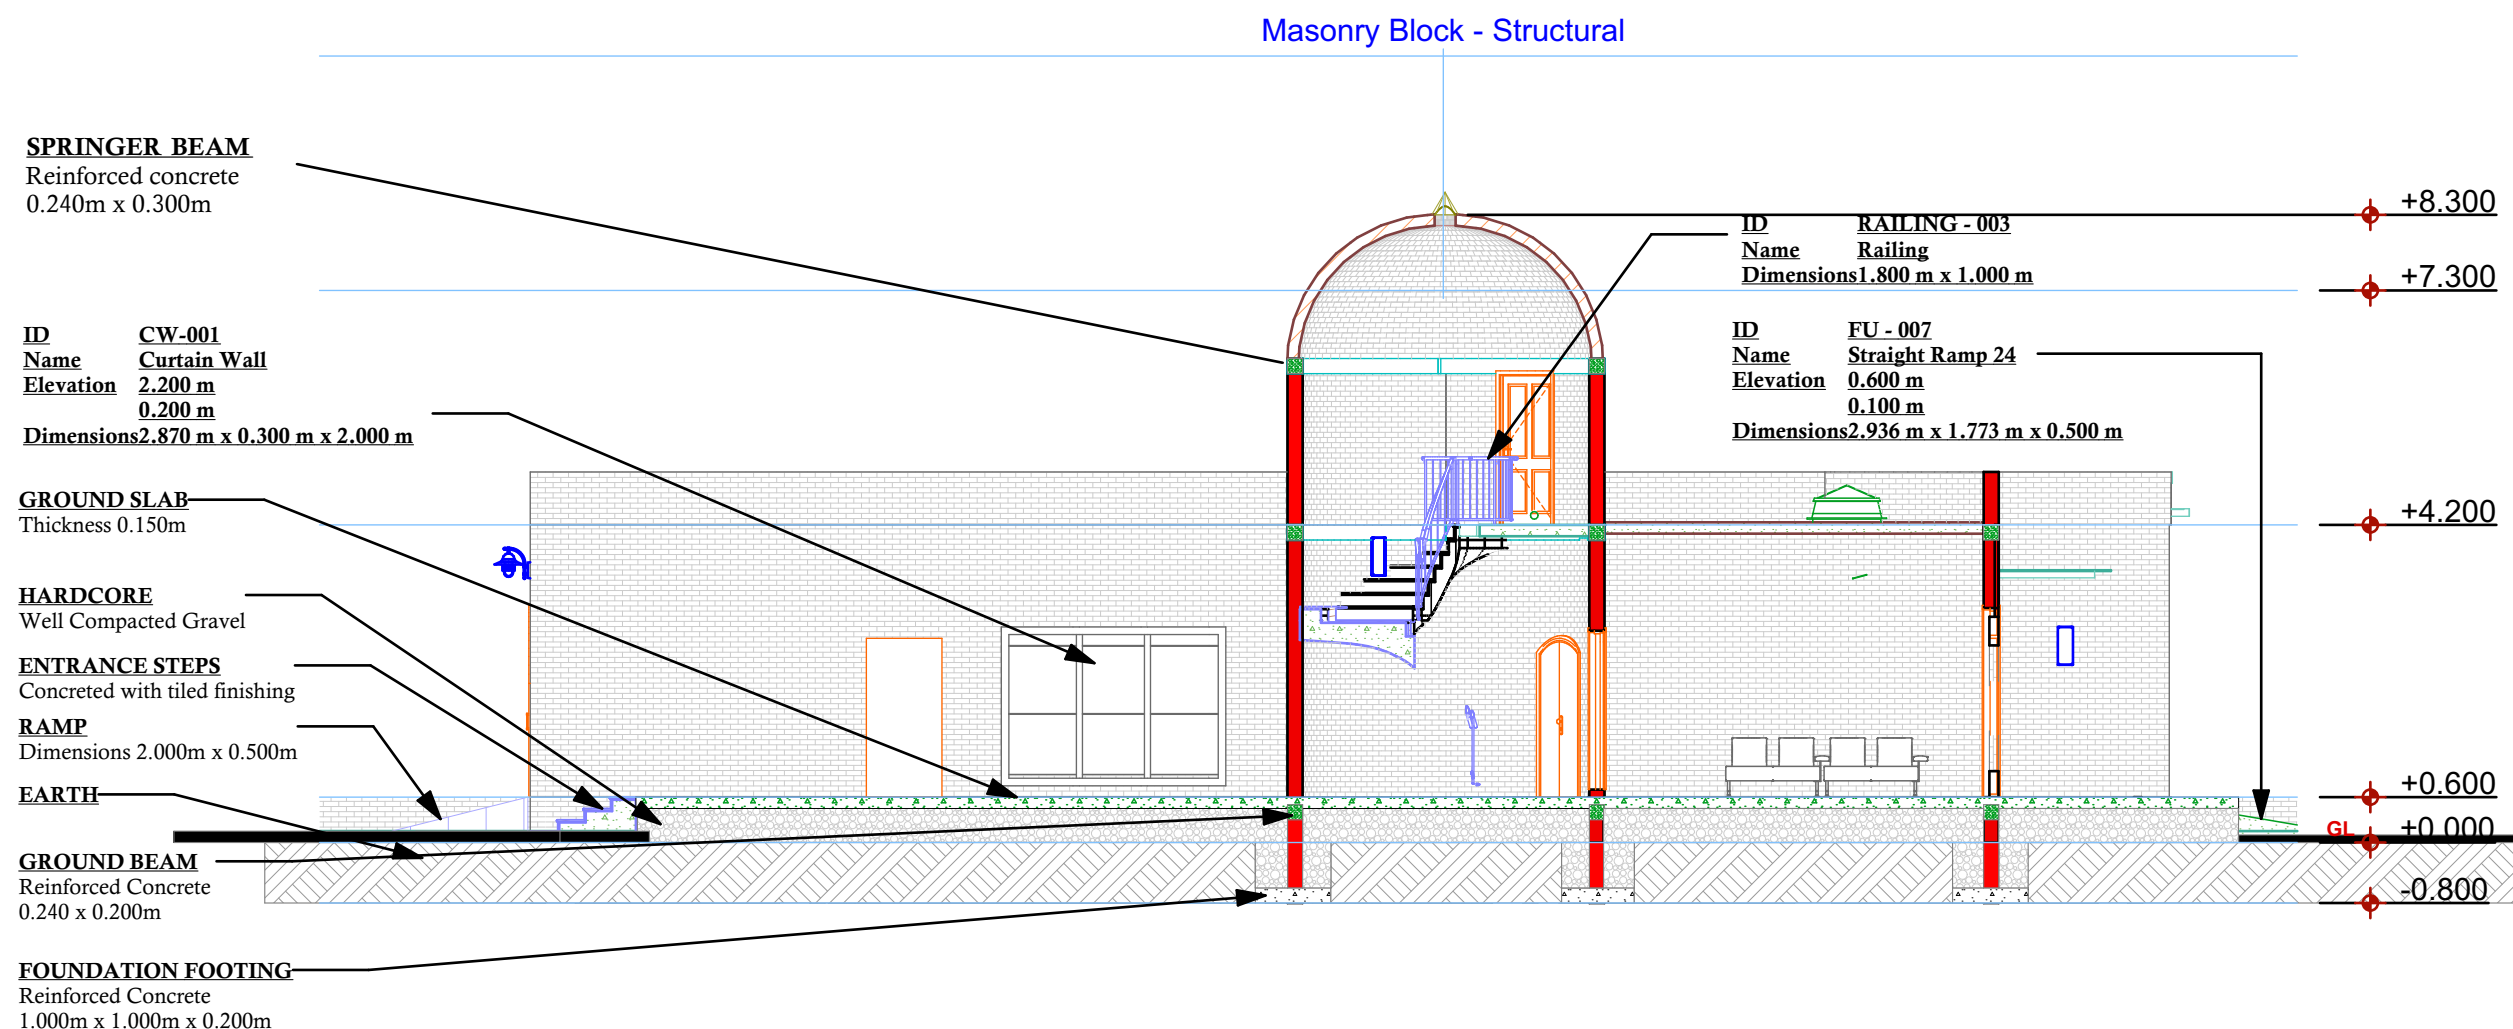 Masonry Block - Structural
SPRINGER BEAM
Reinforced concrete
0.240m x 0.300m
ID CW-001
Name Curtain Wall
Elevation 2.200 m
0.200 m
Dimensions2.870 m x 0.300 m x 2.000 m
GROUND SLAB
Thickness 0.150m
HARDCORE
Well Compacted Gravel
ENTRANCE STEPS
Concreted with tiled finishing
RAMP
Dimensions 2.000m x 0.500m
EARTH
GROUND BEAM
Reinforced Concrete
0.240 x 0.200m
FOUNDATION FOOTING
Reinforced Concrete
1.000m x 1.000m x 0.200m
ID RAILING - 003
Name Railing
Dimensions1.800 m x 1.000 m
ID FU - 007
Name Straight Ramp 24
Elevation 0.600 m
0.100 m
Dimensions2.936 m x 1.773 m x 0.500 m
+8.300
+7.300
+4.200
+0.600
GL +0.000
-0.800